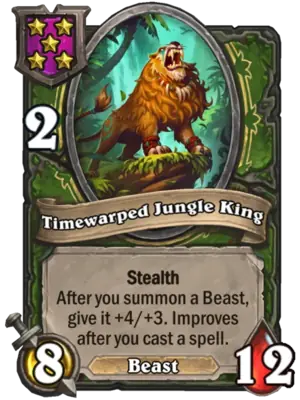 2
Timewarped Jungle King
Stealth
After you summon a Beast,
give it +4/+3. Improves
after you cast a spell.
8
Beast
12